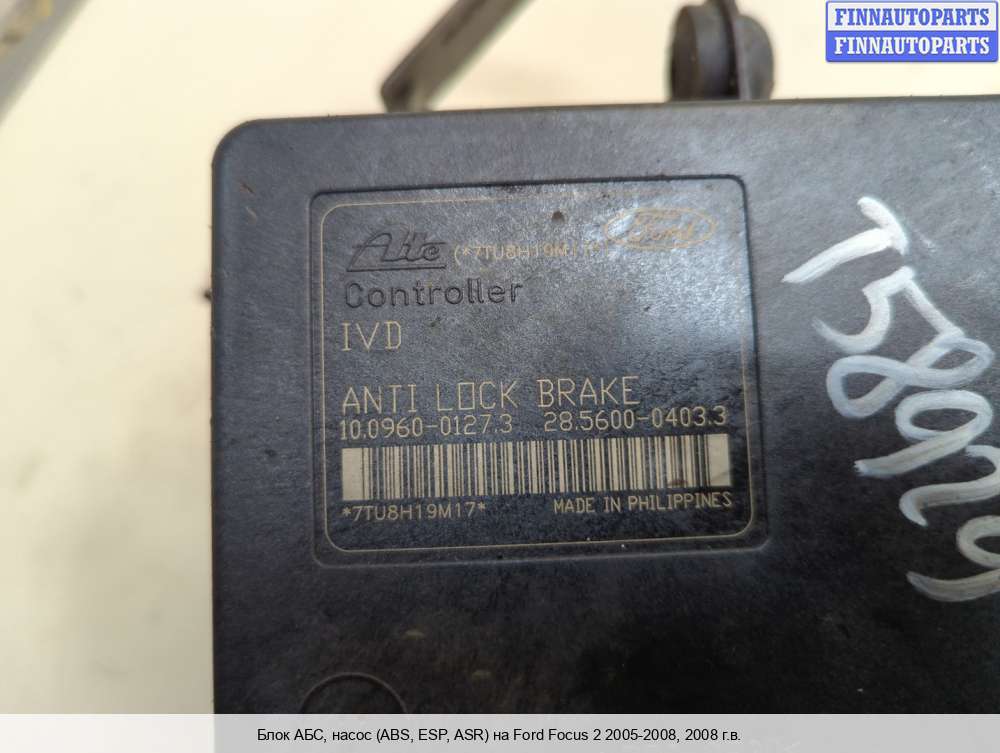 FINNAUTOPARTS
FINNAUTOPARTS
Ate (*7TU8H19M17 Ford
Controller
IVD
ANTI LOCK BRAKE
10.0960-0127.3 28.5600-0403.3
*7TU8H19M17* MADE IN PHILIPPINES
Блок АБС, насос (ABS, ESP, ASR) на Ford Focus 2 2005-2008, 2008 г.в.